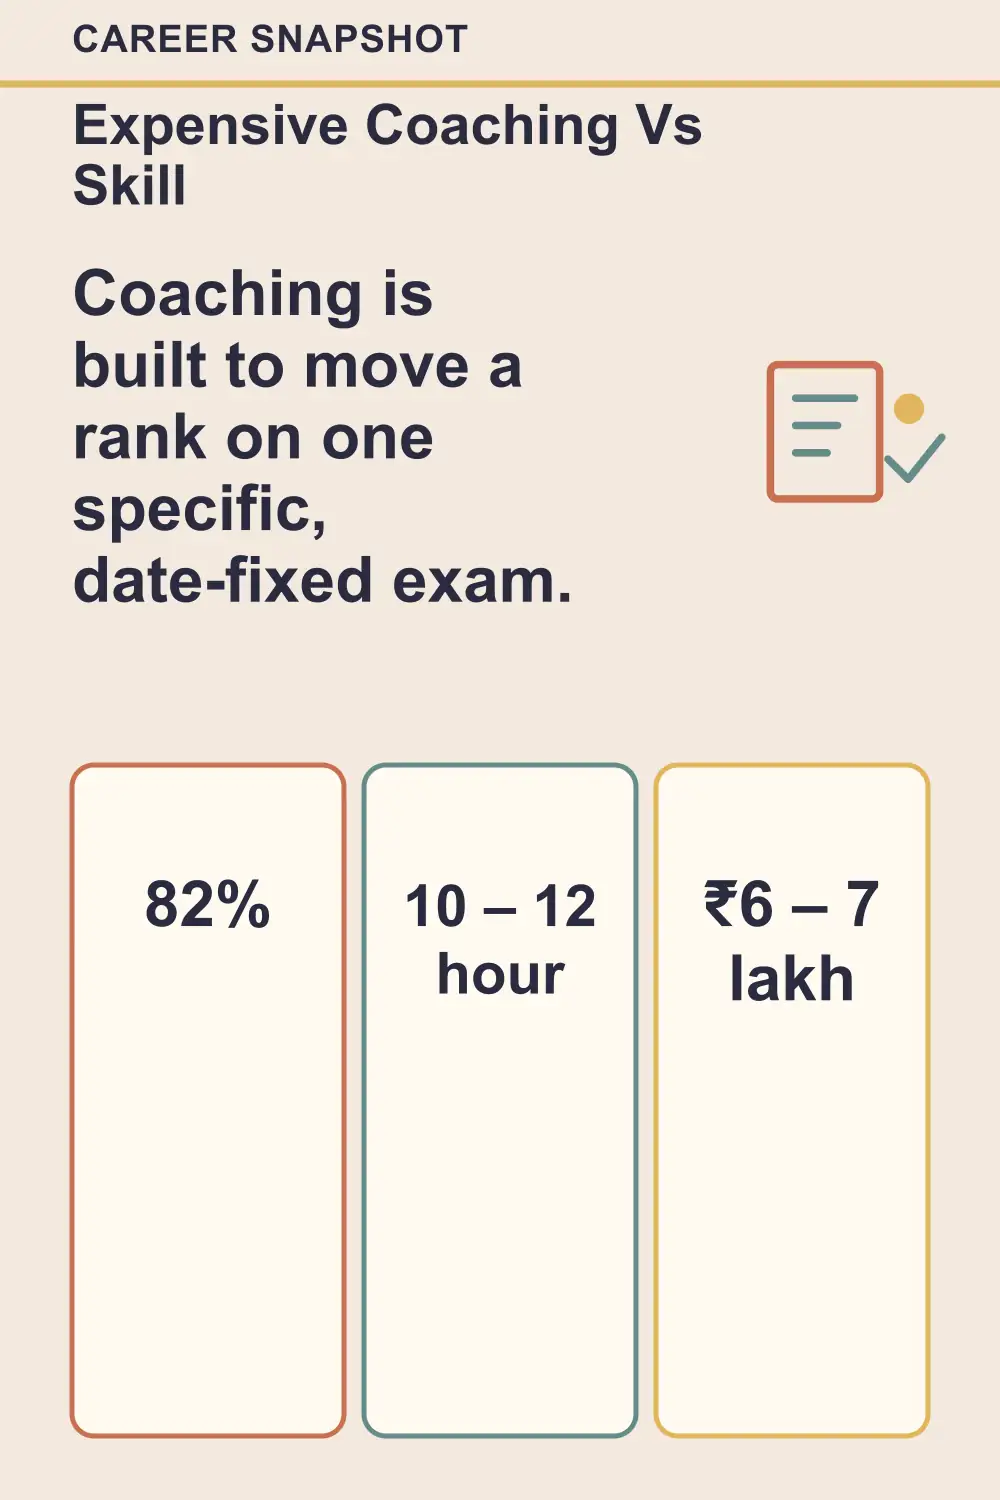 CAREER SNAPSHOT
Expensive Coaching Vs
Skill
Coaching is
built to move a
rank on one
specific,
date-fixed exam.
82%
10 – 12
hour
₹6 – 7
lakh